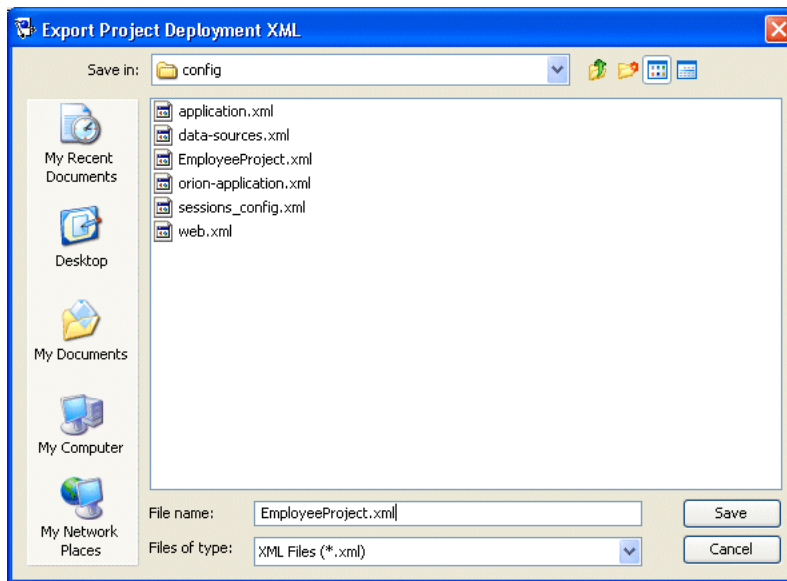 Export Project Deployment XML
Save in:
config
My Recent
Documents
Desktop
My Documents
My Computer
My Network
Places
application.xml
data-sources.xml
EmployeeProject.xml
orion-application.xml
sessions_config.xml
web.xml
File name:
EmployeeProject.xml
Save
Files of type:
XML Files (*.xml)
Cancel